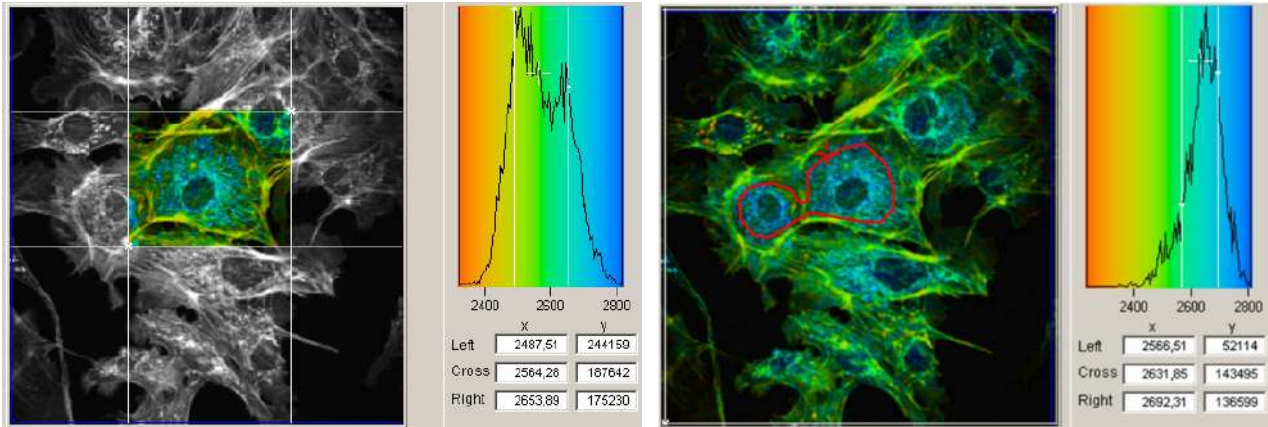 2400 2600 2800
x y
Left 2487,51 244159
Cross 2564,28 187642
Right 2653,89 175230
2400 2600 2800
x y
Left 2566,51 52114
Cross 2631,85 143495
Right 2692,31 136599